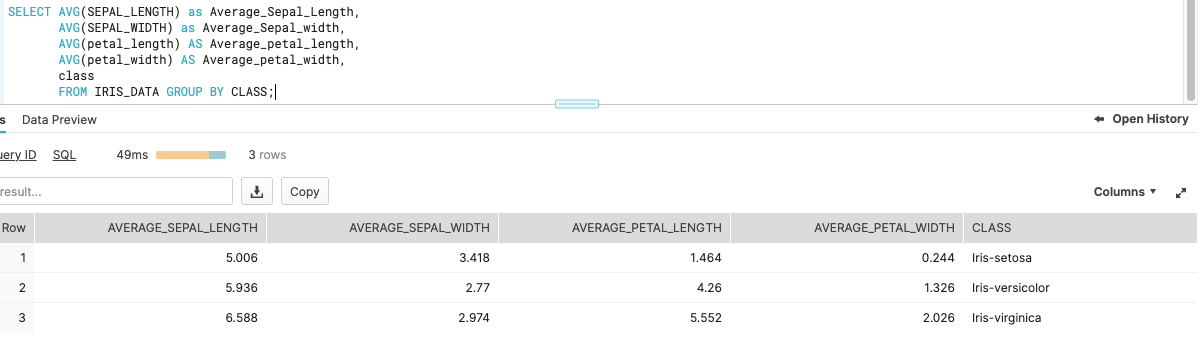 SELECT AVG(SEPAL_LENGTH) as Average_Sepal_Length,
AVG(SEPAL_WIDTH) as Average_Sepal_width,
AVG(petal_length) AS Average_petal_length,
AVG(petal_width) AS Average_petal_width,
class
FROM IRIS_DATA GROUP BY CLASS;
s Data Preview Open History
uery ID SQL 49ms 3 rows
result... Copy Columns
Row AVERAGE_SEPAL_LENGTH AVERAGE_SEPAL_WIDTH AVERAGE_PETAL_LENGTH AVERAGE_PETAL_WIDTH CLASS
1 5.006 3.418 1.464 0.244 Iris-setosa
2 5.936 2.77 4.26 1.326 Iris-versicolor
3 6.588 2.974 5.552 2.026 Iris-virginica